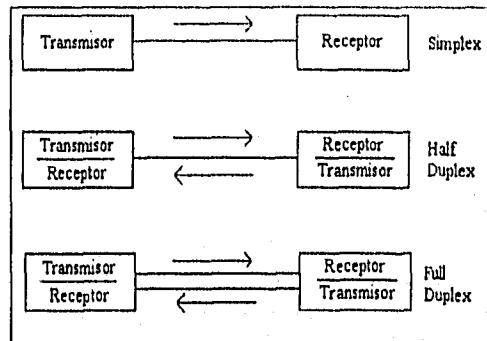 Transmisor Receptor Simplex
Transmisor Receptor Half
Receptor Transmisor Duplex
Transmisor Receptor Full
Receptor Transmisor Duplex